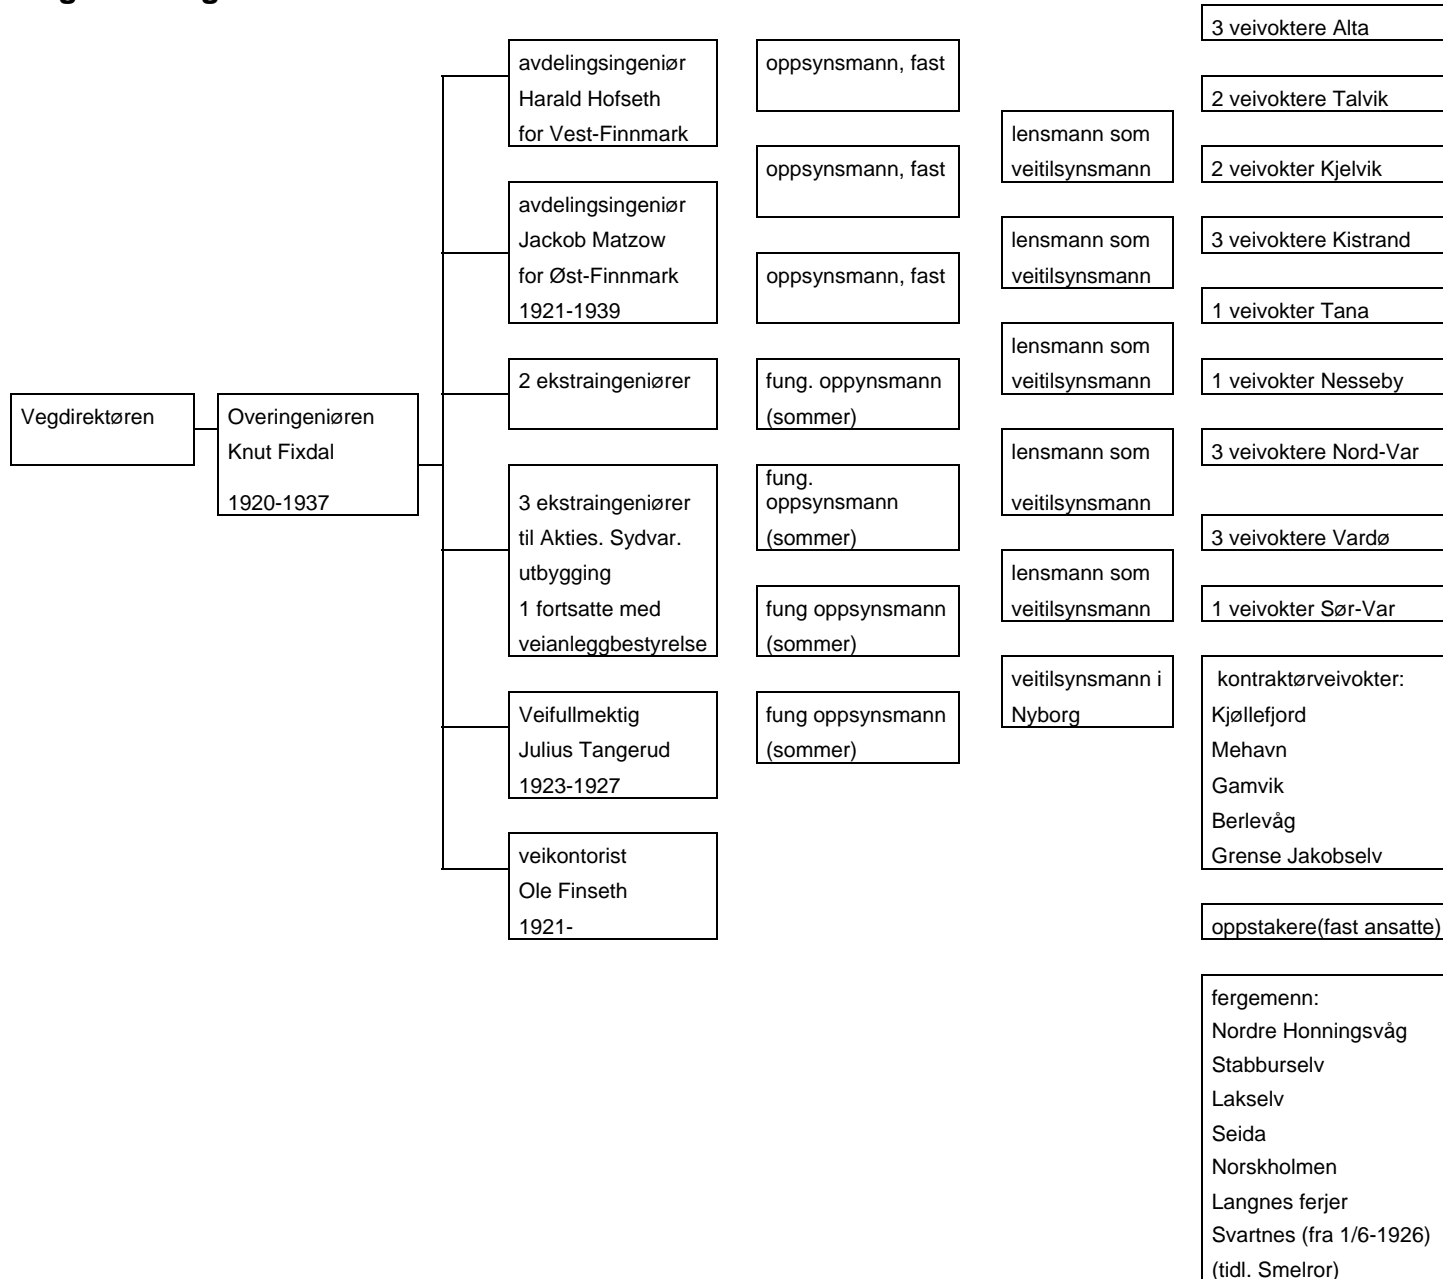 Vegdirektøren
Overingeniøren
Knut Fixdal
1920-1937
avdelingsingeniør
Harald Hofseth
for Vest-Finnmark
avdelingsingeniør
Jackob Matzow
for Øst-Finnmark
1921-1939
2 ekstraingeniører
3 ekstraingeniører
til Akties. Sydvar.
utbygging
1 fortsatte med
veianleggbestyrelse
Veifullmektig
Julius Tangerud
1923-1927
veikontorist
Ole Finseth
1921-
oppsynsmann, fast
oppsynsmann, fast
oppsynsmann, fast
fung. oppynsmann
(sommer)
fung.
oppsynsmann
(sommer)
fung oppsynsmann
(sommer)
fung oppsynsmann
(sommer)
lensmann som
veitilsynsmann
lensmann som
veitilsynsmann
lensmann som
veitilsynsmann
lensmann som
veitilsynsmann
lensmann som
veitilsynsmann
veitilsynsmann i
Nyborg
3 veivoktere Alta
2 veivoktere Talvik
2 veivokter Kjelvik
3 veivoktere Kistrand
1 veivokter Tana
1 veivokter Nesseby
3 veivoktere Nord-Var
3 veivoktere Vardø
1 veivokter Sør-Var
kontraktørveivokter:
Kjøllefjord
Mehavn
Gamvik
Berlevåg
Grense Jakobselv
oppstakere(fast ansatte)
fergemenn:
Nordre Honningsvåg
Stabburselv
Lakselv
Seida
Norskholmen
Langnes ferjer
Svartnes (fra 1/6-1926)
(tidl. Smelror)